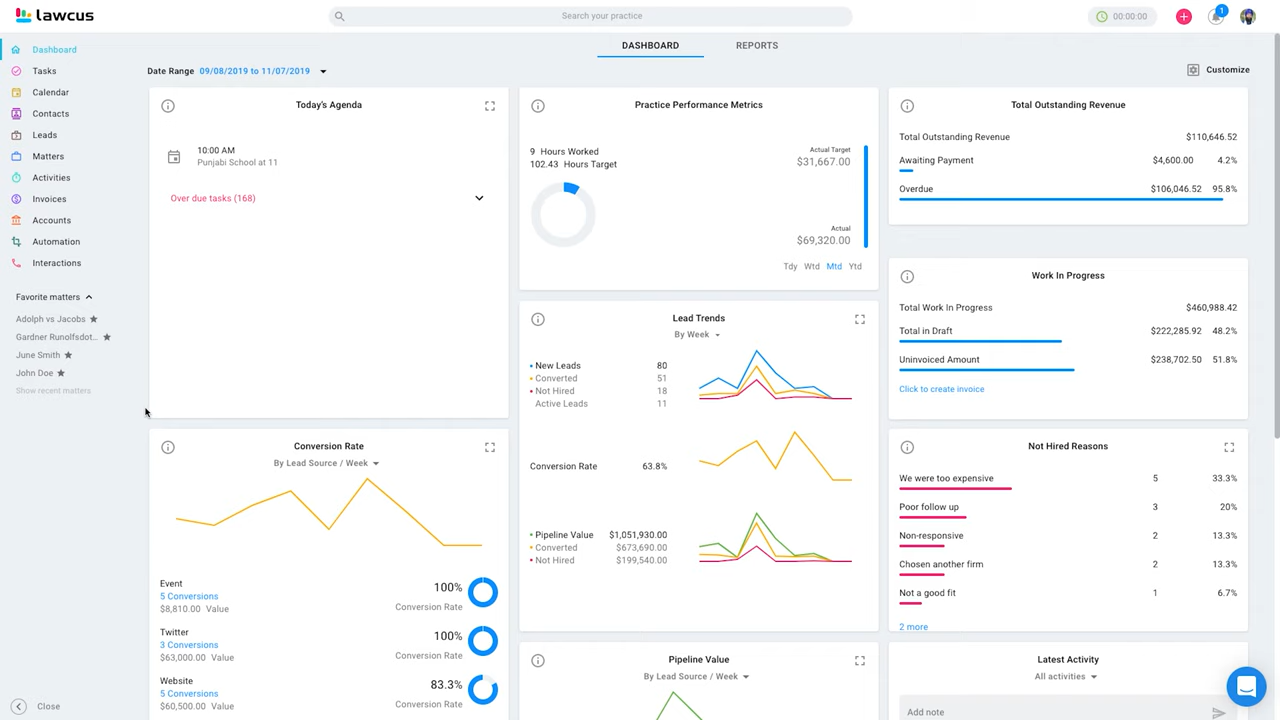 lawcus
Search your practice
00:00:00
1
Dashboard
Tasks
Calendar
Contacts
Leads
Matters
Activities
Invoices
Accounts
Automation
Interactions
Favorite matters
Adolph vs Jacobs
Gardner Runolfsdot..
June Smith
John Doe
Show recent matters
Close
DASHBOARD REPORTS
Date Range 09/08/2019 to 11/07/2019
Customize
Today's Agenda
10:00 AM
Punjabi School at 11
Over due tasks (168)
Practice Performance Metrics
9 Hours Worked
102.43 Hours Target
Actual Target
$31,667.00
Actual
$69,320.00
Tdy Wtd Mtd Ytd
Total Outstanding Revenue
Total Outstanding Revenue $110,646.52
Awaiting Payment $4,600.00 4.2%
Overdue $106,046.52 95.8%
Work In Progress
Total Work In Progress $460,988.42
Total in Draft $222,285.92 48.2%
Uninvoiced Amount $238,702.50 51.8%
Click to create invoice
Lead Trends
By Week
New Leads 80
Converted 51
Not Hired 18
Active Leads 11
Conversion Rate 63.8%
Pipeline Value $1,051,930.00
Converted $673,690.00
Not Hired $199,540.00
Conversion Rate
By Lead Source / Week
Event
5 Conversions
$8,810.00 Value
100%
Conversion Rate
Twitter
3 Conversions
$63,000.00 Value
100%
Conversion Rate
Website
5 Conversions
$60,500.00 Value
83.3%
Conversion Rate
Not Hired Reasons
We were too expensive 5 33.3%
Poor follow up 3 20%
Non-responsive 2 13.3%
Chosen another firm 2 13.3%
Not a good fit 1 6.7%
2 more
Pipeline Value
By Lead Source / Week
Latest Activity
All activities
Add note